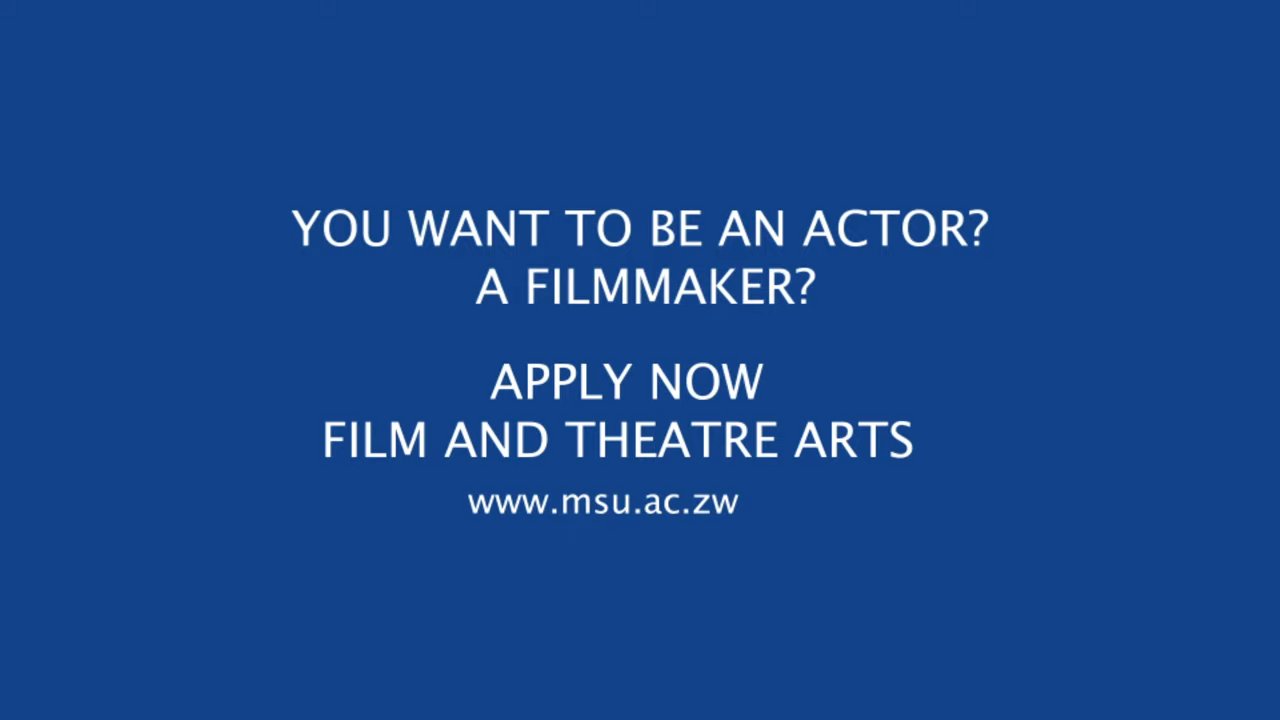 YOU WANT TO BE AN ACTOR?
A FILMMAKER?
APPLY NOW
FILM AND THEATRE ARTS
www.msu.ac.zw